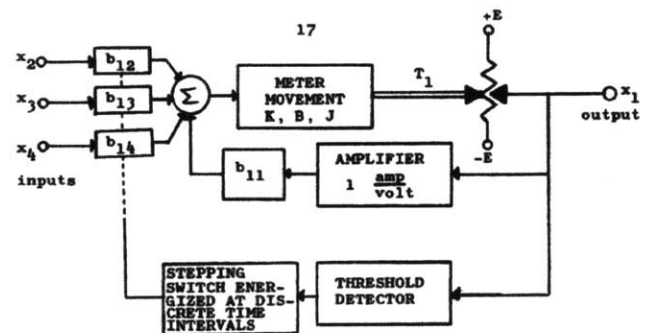 17
+E
x2
b12
x3
b13
Σ
METER
MOVEMENT
K, B, J
T1
x1
output
x4
b14
-E
inputs
b11
AMPLIFIER
1 amp
volt
STEPPING
SWITCH ENER-
GIZED AT DIS-
CRETE TIME
INTERVALS
THRESHOLD
DETECTOR